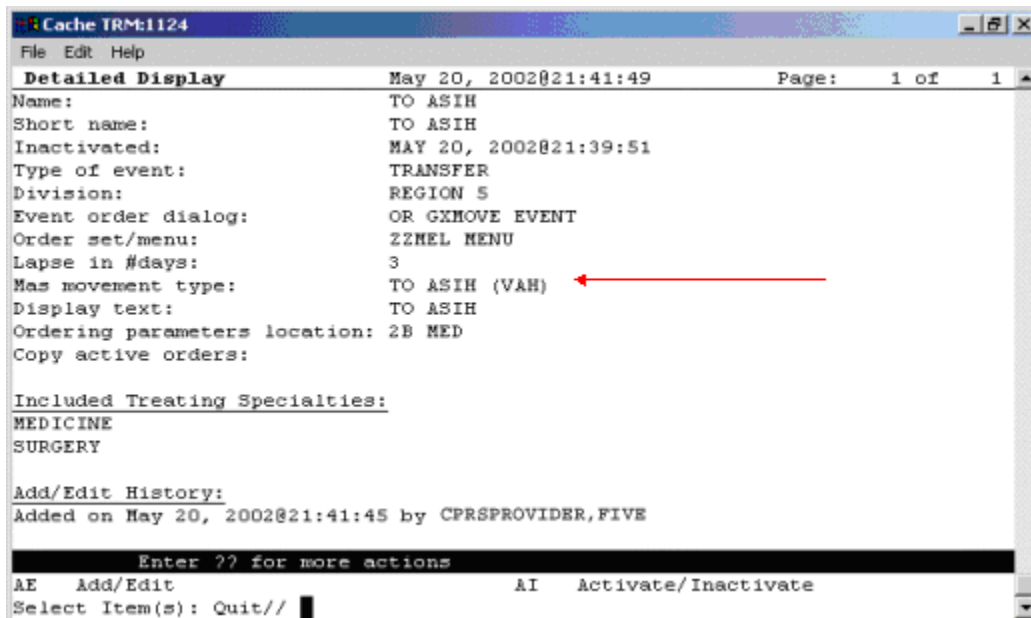 Cache TRM:1124
File Edit Help
Detailed Display May 20, 2002@21:41:49 Page: 1 of 1
Name: TO ASIH
Short name: TO ASIH
Inactivated: MAY 20, 2002@21:39:51
Type of event: TRANSFER
Division: REGION 5
Event order dialog: OR GXMOVE EVENT
Order set/menu: ZZMEL MENU
Lapse in #days: 3
Mas movement type: TO ASIH (VAH)
Display text: TO ASIH
Ordering parameters location: 2B MED
Copy active orders:
Included Treating Specialties:
MEDICINE
SURGERY
Add/Edit History:
Added on May 20, 2002@21:41:45 by CPRSPROVIDER,FIVE
Enter ?? for more actions
AE Add/Edit AI Activate/Inactivate
Select Item(s): Quit//